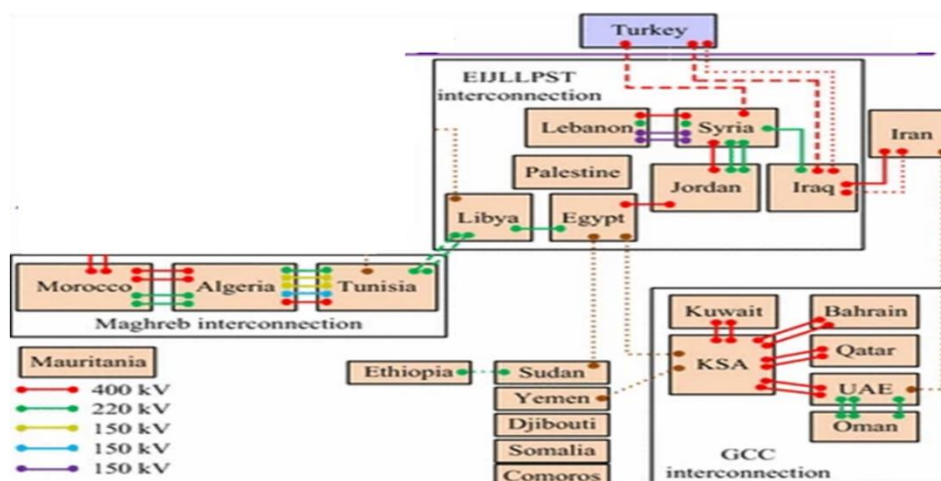 Turkey
EIJLLPST
interconnection
Lebanon
Syria
Iran
Palestine
Jordan
Iraq
Libya
Egypt
Morocco
Algeria
Tunisia
Maghreb interconnection
Kuwait
Bahrain
KSA
Qatar
UAE
Oman
GCC
interconnection
Mauritania
400 kV
220 kV
150 kV
150 kV
150 kV
Ethiopia
Sudan
Yemen
Djibouti
Somalia
Comoros